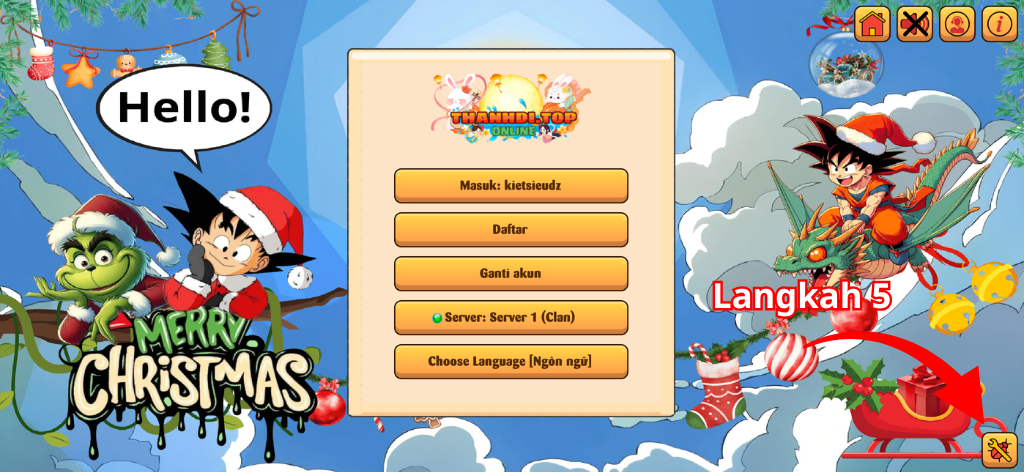 Hello!
THANHDI.TOP
ONLINE
Masuk: kietsieudz
Daftar
Ganti akun
Server: Server 1 (Clan)
Choose Language [Ngôn ngữ]
Langkah 5
MERRY
CHRISTMAS